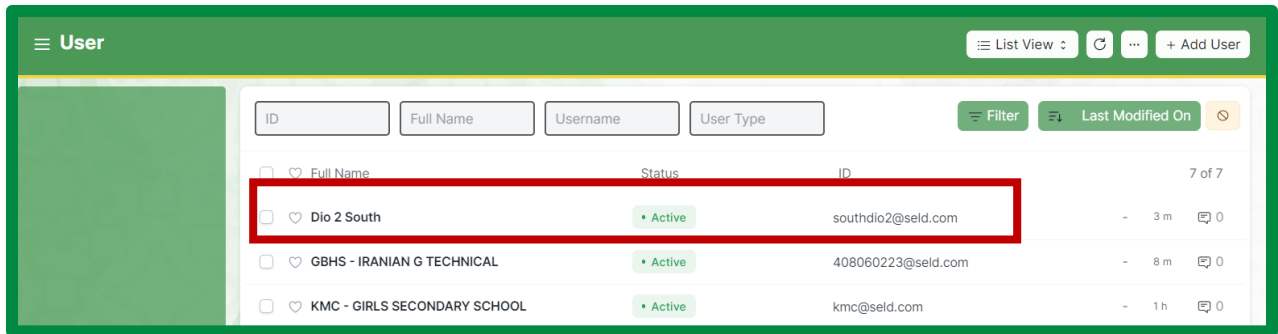 User
List View
+ Add User
ID
Full Name
Username
User Type
Filter
Last Modified On
Full Name Status ID 7 of 7
Dio 2 South • Active southdio2@seld.com - 3 m 0
GBHS - IRANIAN G TECHNICAL • Active 408060223@seld.com - 8 m 0
KMC - GIRLS SECONDARY SCHOOL • Active kmc@seld.com - 1 h 0